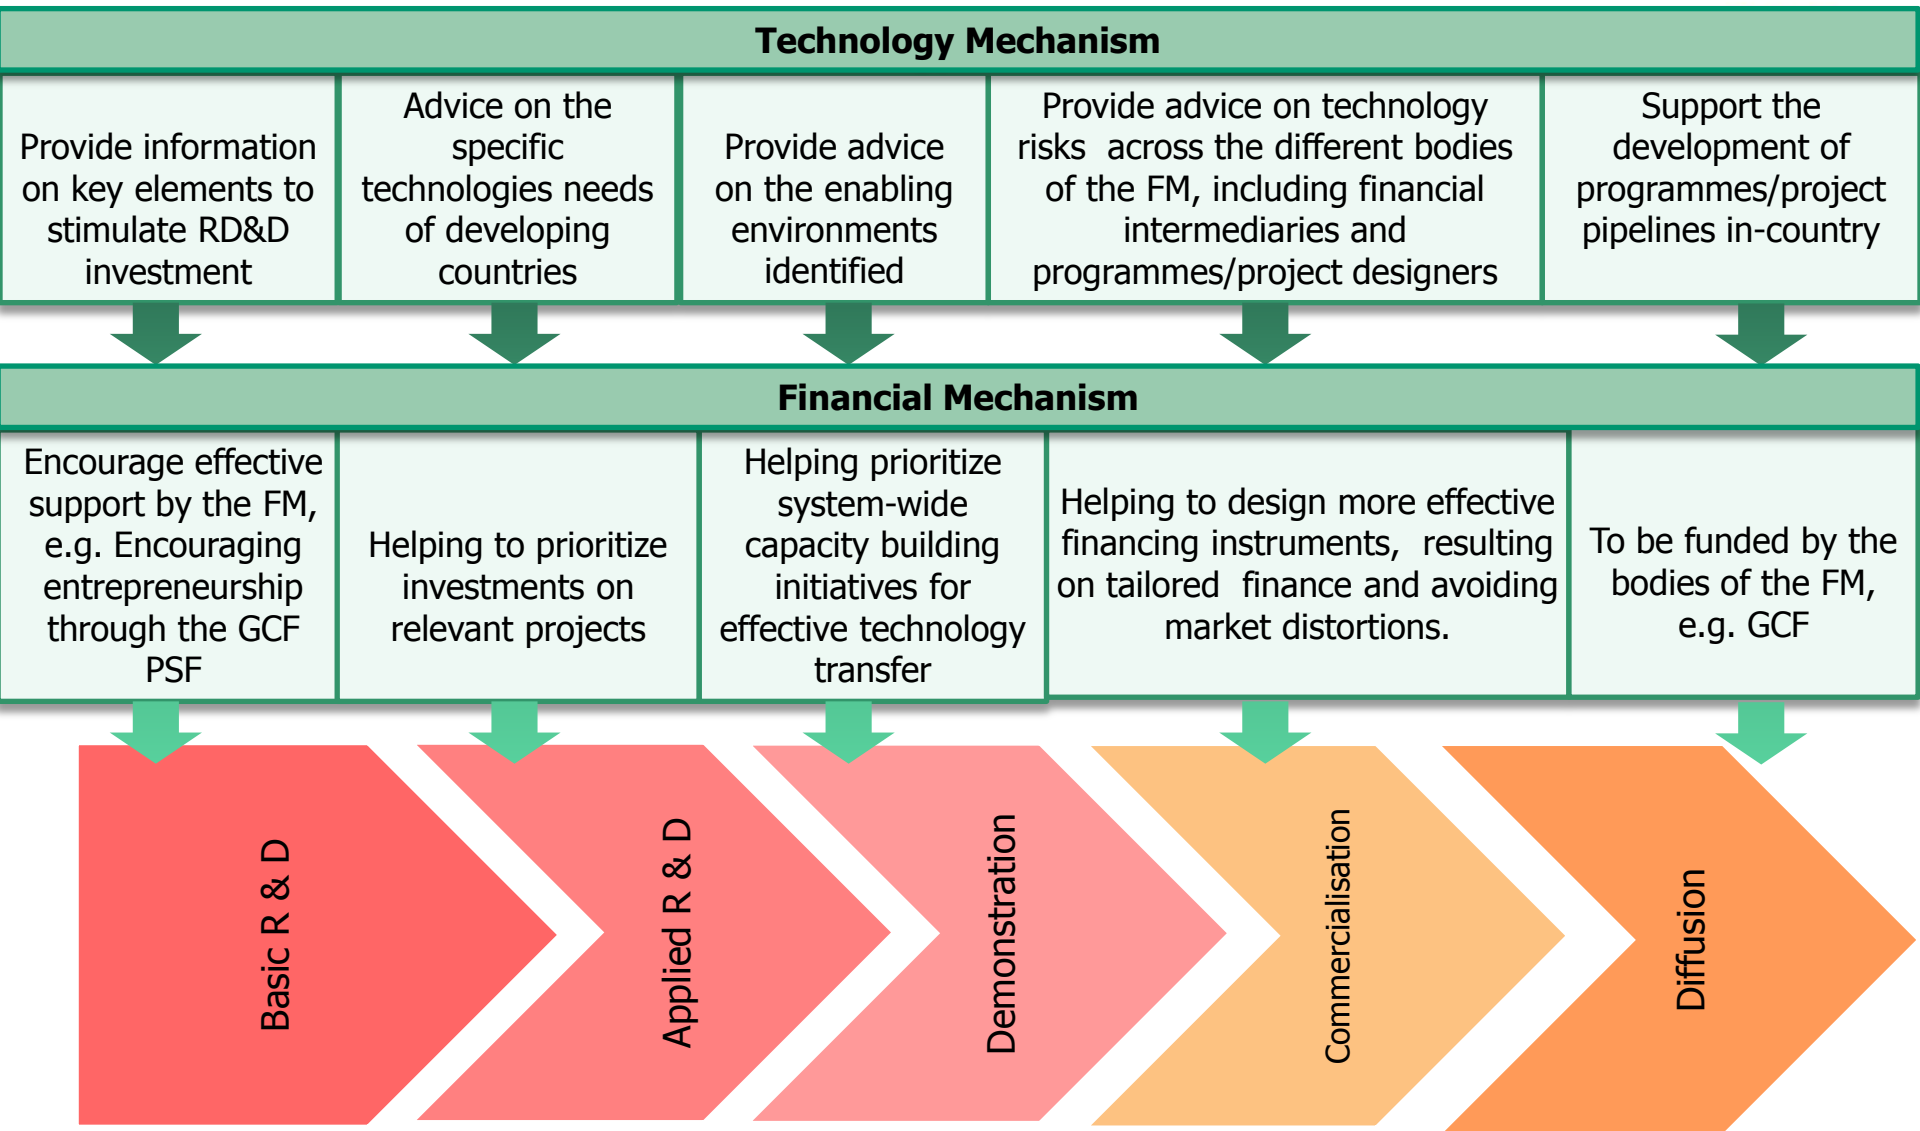 Technology Mechanism
Provide information
on key elements to
stimulate RD&D
investment
Advice on the
specific
technologies needs
of developing
countries
Provide advice
on the enabling
environments
identified
Provide advice on technology
risks across the different bodies
of the FM, including financial
intermediaries and
programmes/project designers
Support the
development of
programmes/project
pipelines in-country
Financial Mechanism
Encourage effective
support by the FM,
e.g. Encouraging
entrepreneurship
through the GCF
PSF
Helping to prioritize
investments on
relevant projects
Helping prioritize
system-wide
capacity building
initiatives for
effective technology
transfer
Helping to design more effective
financing instruments, resulting
on tailored finance and avoiding
market distortions.
To be funded by the
bodies of the FM,
e.g. GCF
Basic R & D
Applied R & D
Demonstration
Commercialisation
Diffusion